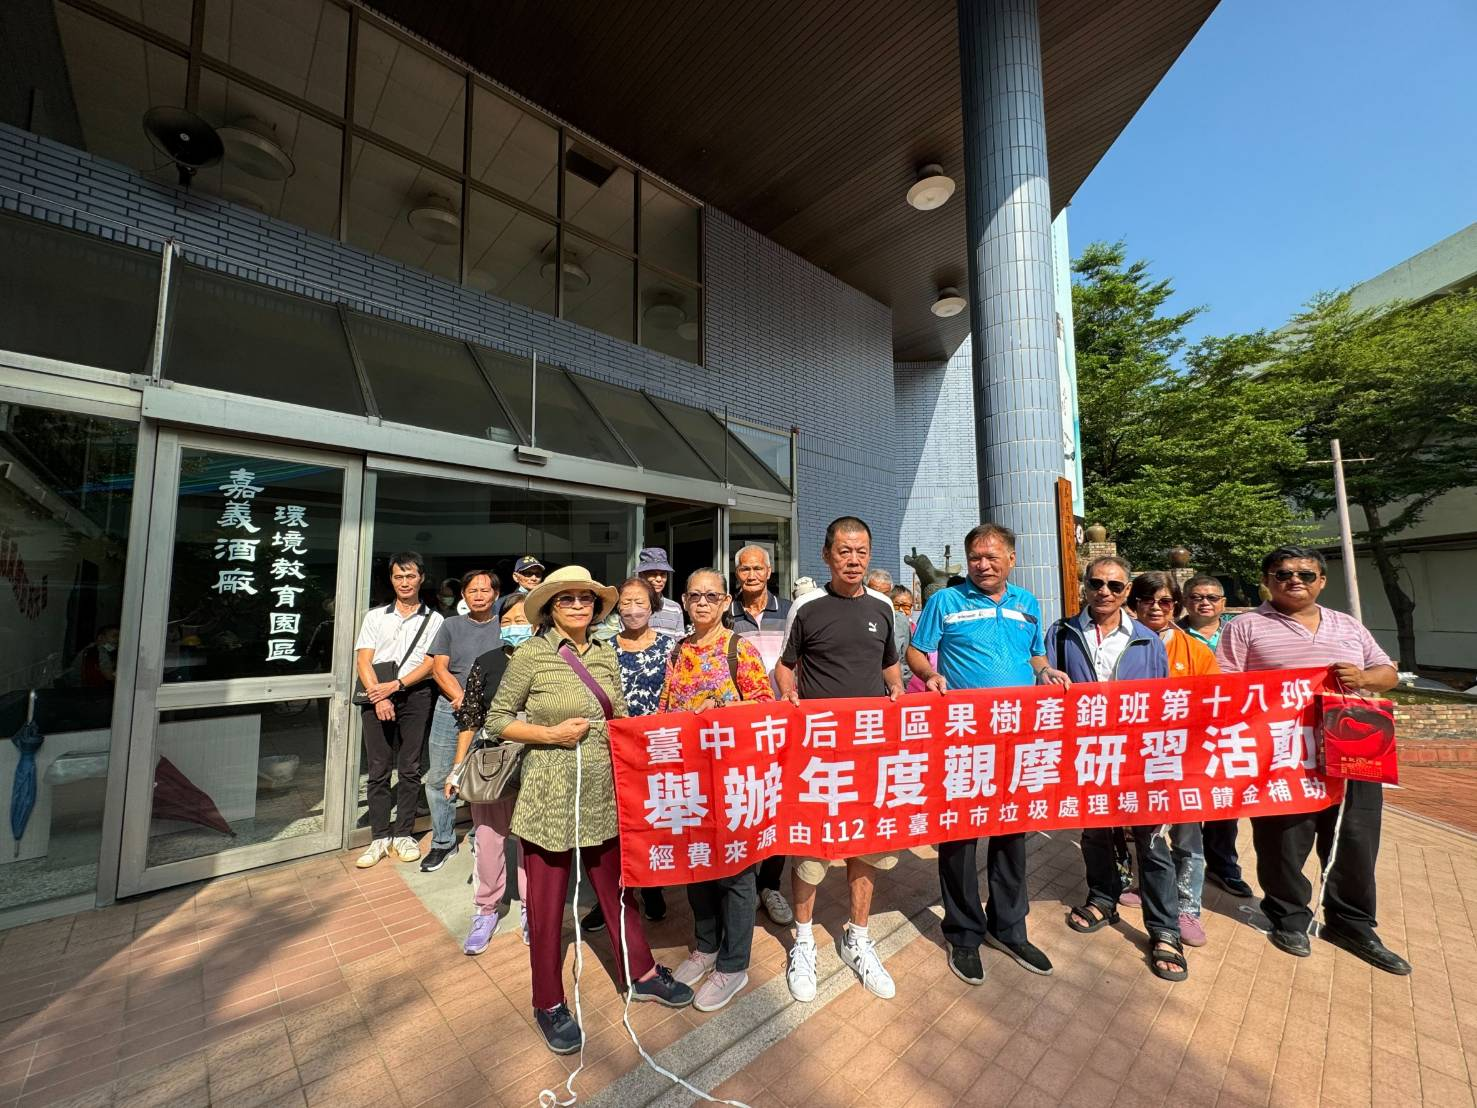 嘉義酒廠
環境教育園區
臺中市后里區果樹產銷班第十八班
舉辦年度觀摩研習活動
經費來源由112年臺中市垃圾處理場所回饋金補助